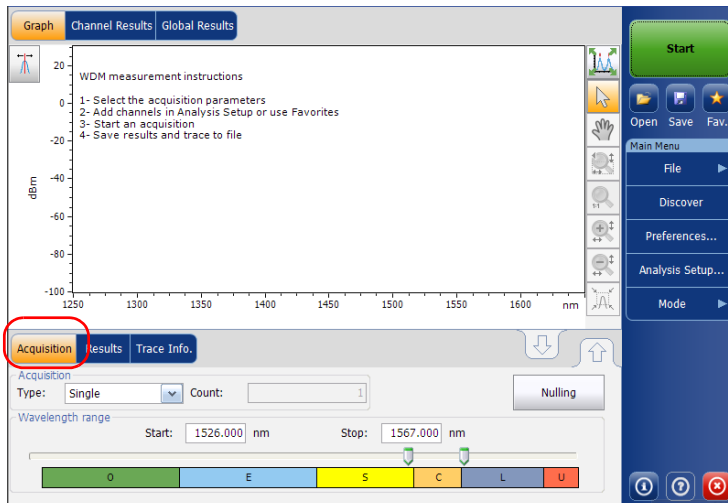 Graph Channel Results Global Results
WDM measurement instructions
1- Select the acquisition parameters
2- Add channels in Analysis Setup or use Favorites
3- Start an acquisition
4- Save results and trace to file
dBm
20
0
-20
-40
-60
-80
-100
1250 1300 1350 1400 1450 1500 1550 1600 nm
1:1
Acquisition Results Trace Info.
Acquisition
Type: Single Count: 1
Nulling
Wavelength range
Start: 1526.000 nm Stop: 1567.000 nm
O E S C L U
Start
Open Save Fav.
Main Menu
File
Discover
Preferences...
Analysis Setup...
Mode